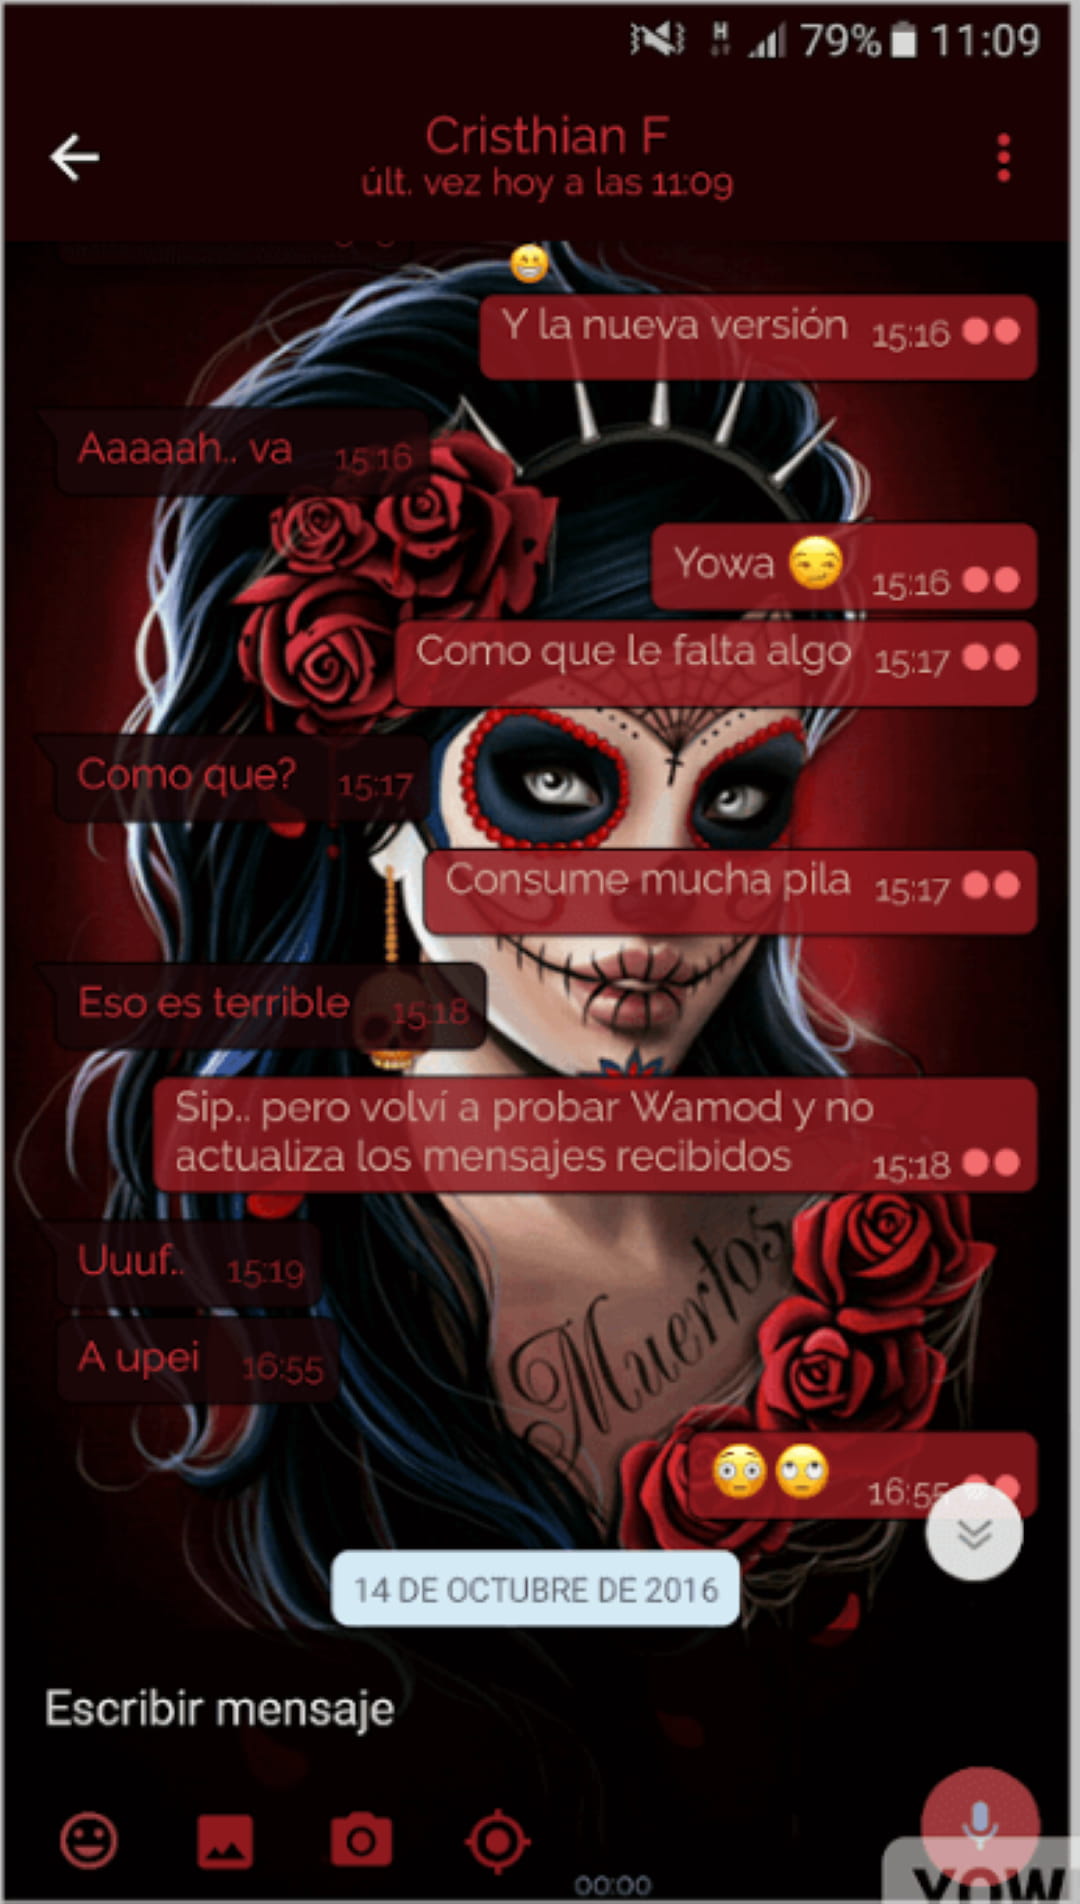 79% 11:09
Cristhian F
últ. vez hoy a las 11:09
Y la nueva versión 15:16
Aaaaah.. va 15:16
Yowa 😏 15:16
Como que le falta algo 15:17
Como que? 15:17
Consume mucha pila 15:17
Eso es terrible 15:18
Sip.. pero volví a probar Wamod y no
actualiza los mensajes recibidos 15:18
Uuuf.. 15:19
Muertos
A upei 16:55
😳🙄 16:55
14 DE OCTUBRE DE 2016
Escribir mensaje
00:00
YOW